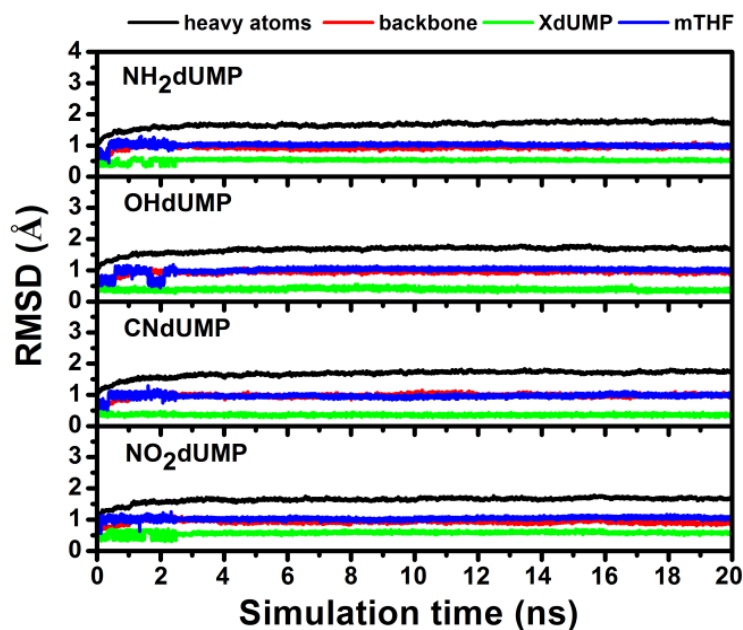 heavy atoms backbone XdUMP mTHF
4
NH₂dUMP
3
2
1
0
OHdUMP
3
2
1
0
CNdUMP
3
2
1
0
NO₂dUMP
3
2
1
0
0 2 4 6 8 10 12 14 16 18 20
RMSD (Å)
Simulation time (ns)